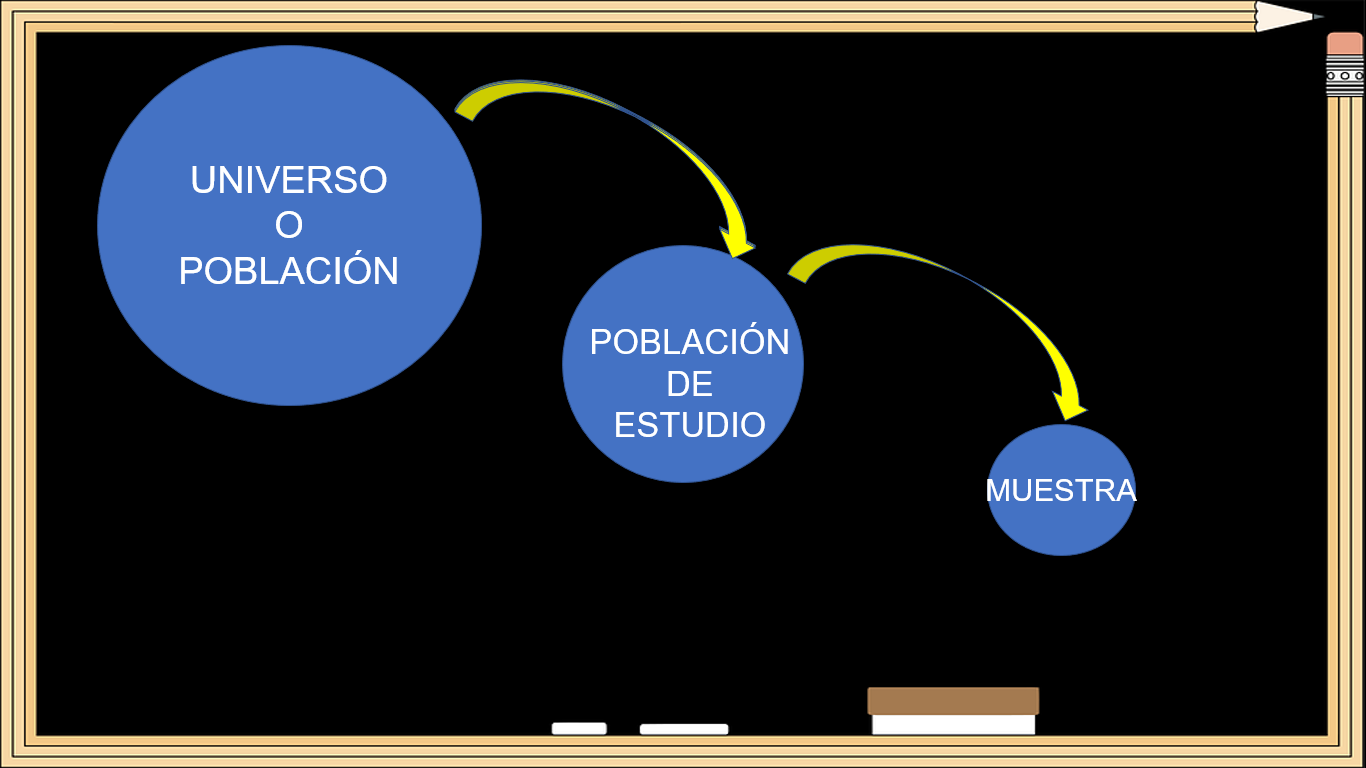 UNIVERSO
O
POBLACIÓN
POBLACIÓN
DE
ESTUDIO
MUESTRA